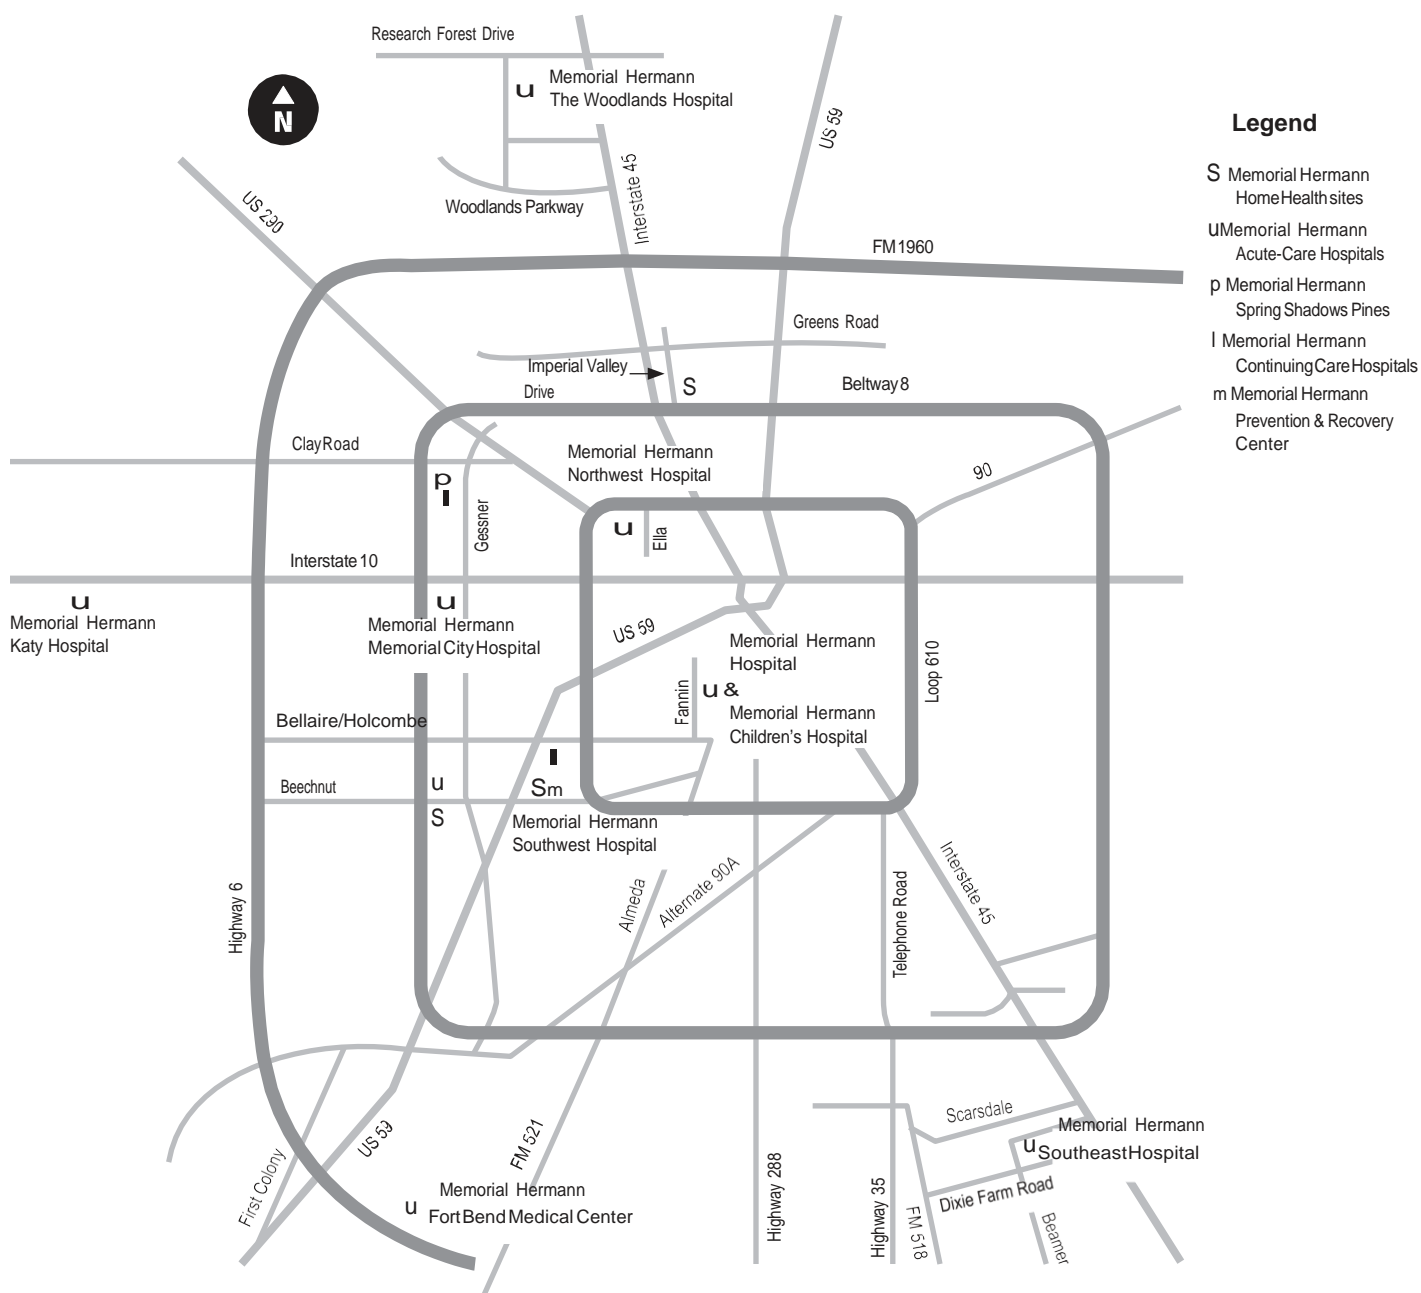 Research Forest Drive
u Memorial Hermann
The Woodlands Hospital
N
US 59
Legend
S Memorial Hermann
Home Health sites
u Memorial Hermann
Acute-Care Hospitals
p Memorial Hermann
Spring Shadows Pines
l Memorial Hermann
Continuing Care Hospitals
m Memorial Hermann
Prevention & Recovery
Center
US 290
Interstate 45
Woodlands Parkway
FM 1960
Greens Road
Imperial Valley
Drive
S
Beltway 8
Clay Road
Memorial Hermann
Northwest Hospital
90
p
l
Gessner
u
Ella
Interstate 10
u
Memorial Hermann
Katy Hospital
u
Memorial Hermann
Memorial City Hospital
US 59
Memorial Hermann
Hospital
Loop 610
Fannin
u &
Memorial Hermann
Children's Hospital
Bellaire/Holcombe
l
Beechnut
u
S
Sm
Memorial Hermann
Southwest Hospital
Highway 6
Almeda
Alternate 90A
Telephone Road
Interstate 45
Scarsdale
Memorial Hermann
u Southeast Hospital
Dixie Farm Road
US 59
FM 521
First Colony
Memorial Hermann
u Fort Bend Medical Center
Highway 288
Highway 35
FM 518
Beamer